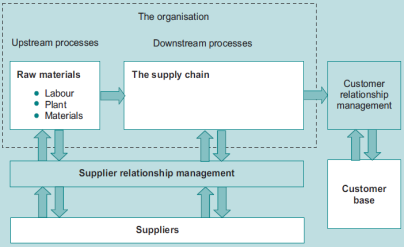 The organisation
Upstream processes
Downstream processes
Raw materials
• Labour
• Plant
• Materials
The supply chain
Customer
relationship
management
Supplier relationship management
Customer
base
Suppliers